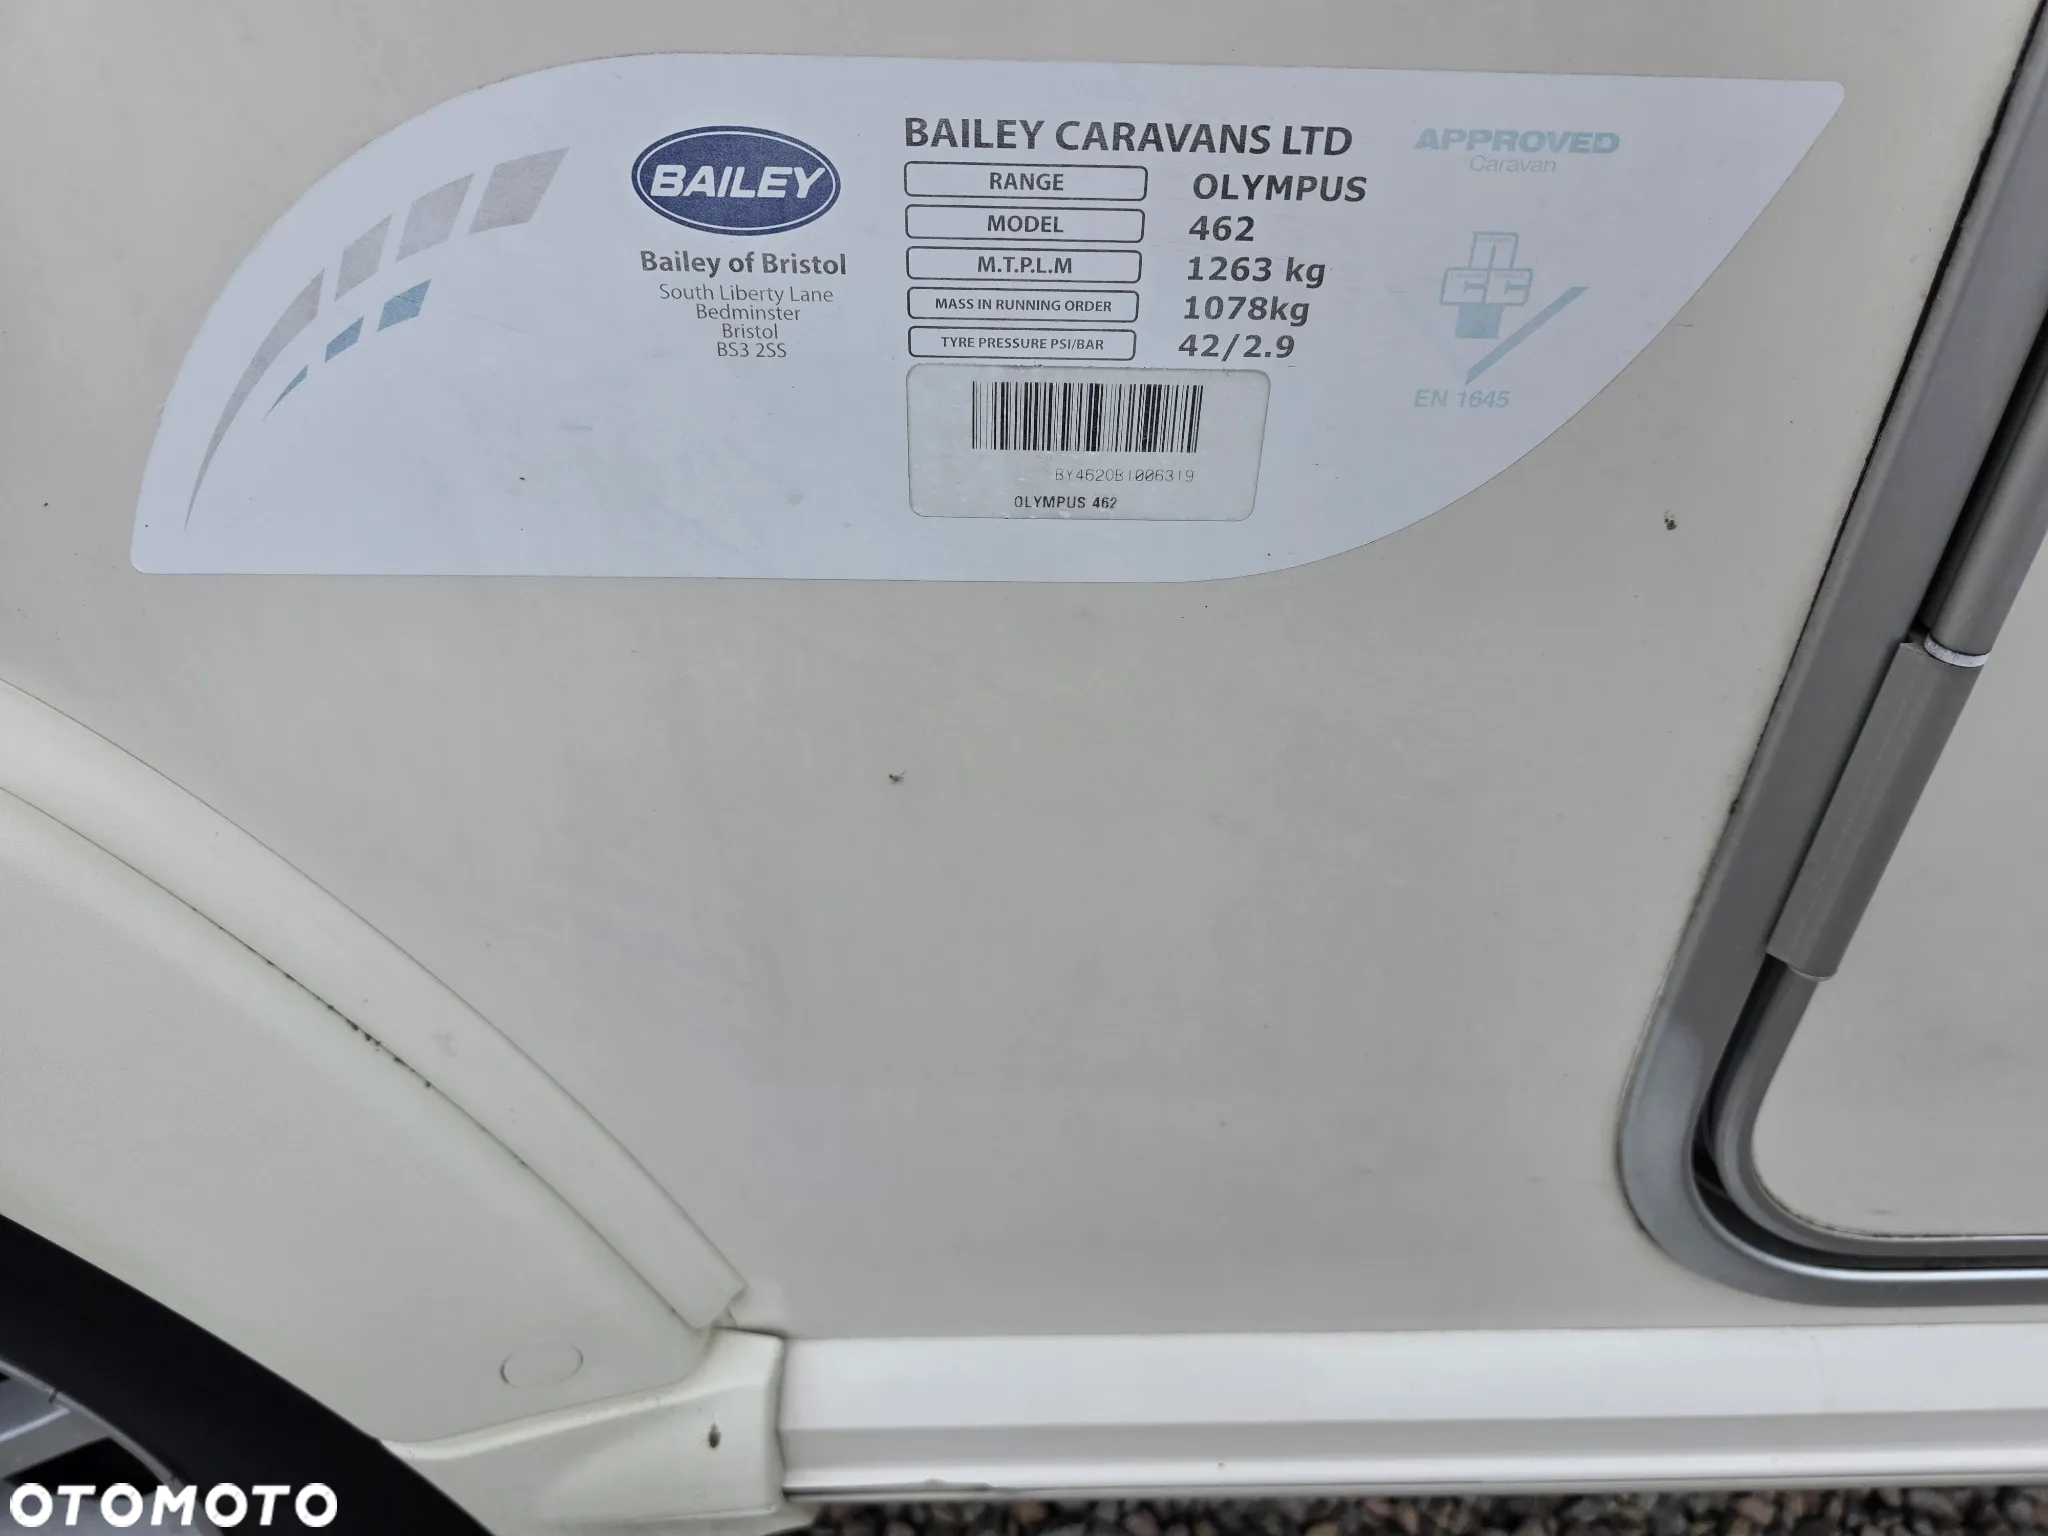 BAILEY
Bailey of Bristol
South Liberty Lane
Bedminster
Bristol
BS3 2SS
BAILEY CARAVANS LTD
RANGE OLYMPUS
MODEL 462
M.T.P.L.M 1263 kg
MASS IN RUNNING ORDER 1078kg
TYRE PRESSURE PSI/BAR 42/2.9
BY4620B1006319
OLYMPUS 462
APPROVED
Caravan
EN 1645
OTOMOTO